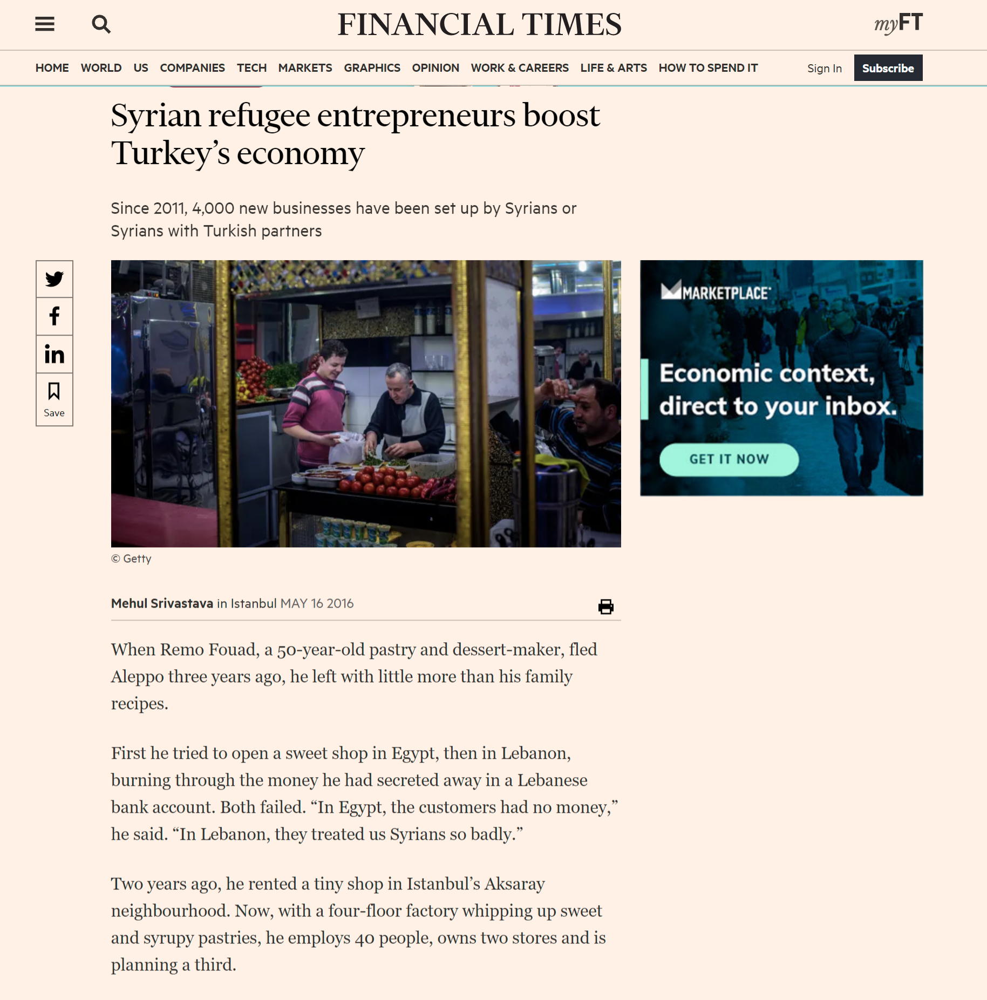 FINANCIAL TIMES
myFT
HOME WORLD US COMPANIES TECH MARKETS GRAPHICS OPINION WORK & CAREERS LIFE & ARTS HOW TO SPEND IT Sign In Subscribe
Syrian refugee entrepreneurs boost
Turkey’s economy
Since 2011, 4,000 new businesses have been set up by Syrians or
Syrians with Turkish partners
Save
MARKETPLACE
Economic context,
direct to your inbox.
GET IT NOW
© Getty
Mehul Srivastava in Istanbul MAY 16 2016
When Remo Fouad, a 50-year-old pastry and dessert-maker, fled
Aleppo three years ago, he left with little more than his family
recipes.
First he tried to open a sweet shop in Egypt, then in Lebanon,
burning through the money he had secreted away in a Lebanese
bank account. Both failed. “In Egypt, the customers had no money,”
he said. “In Lebanon, they treated us Syrians so badly.”
Two years ago, he rented a tiny shop in Istanbul’s Aksaray
neighbourhood. Now, with a four-floor factory whipping up sweet
and syrupy pastries, he employs 40 people, owns two stores and is
planning a third.